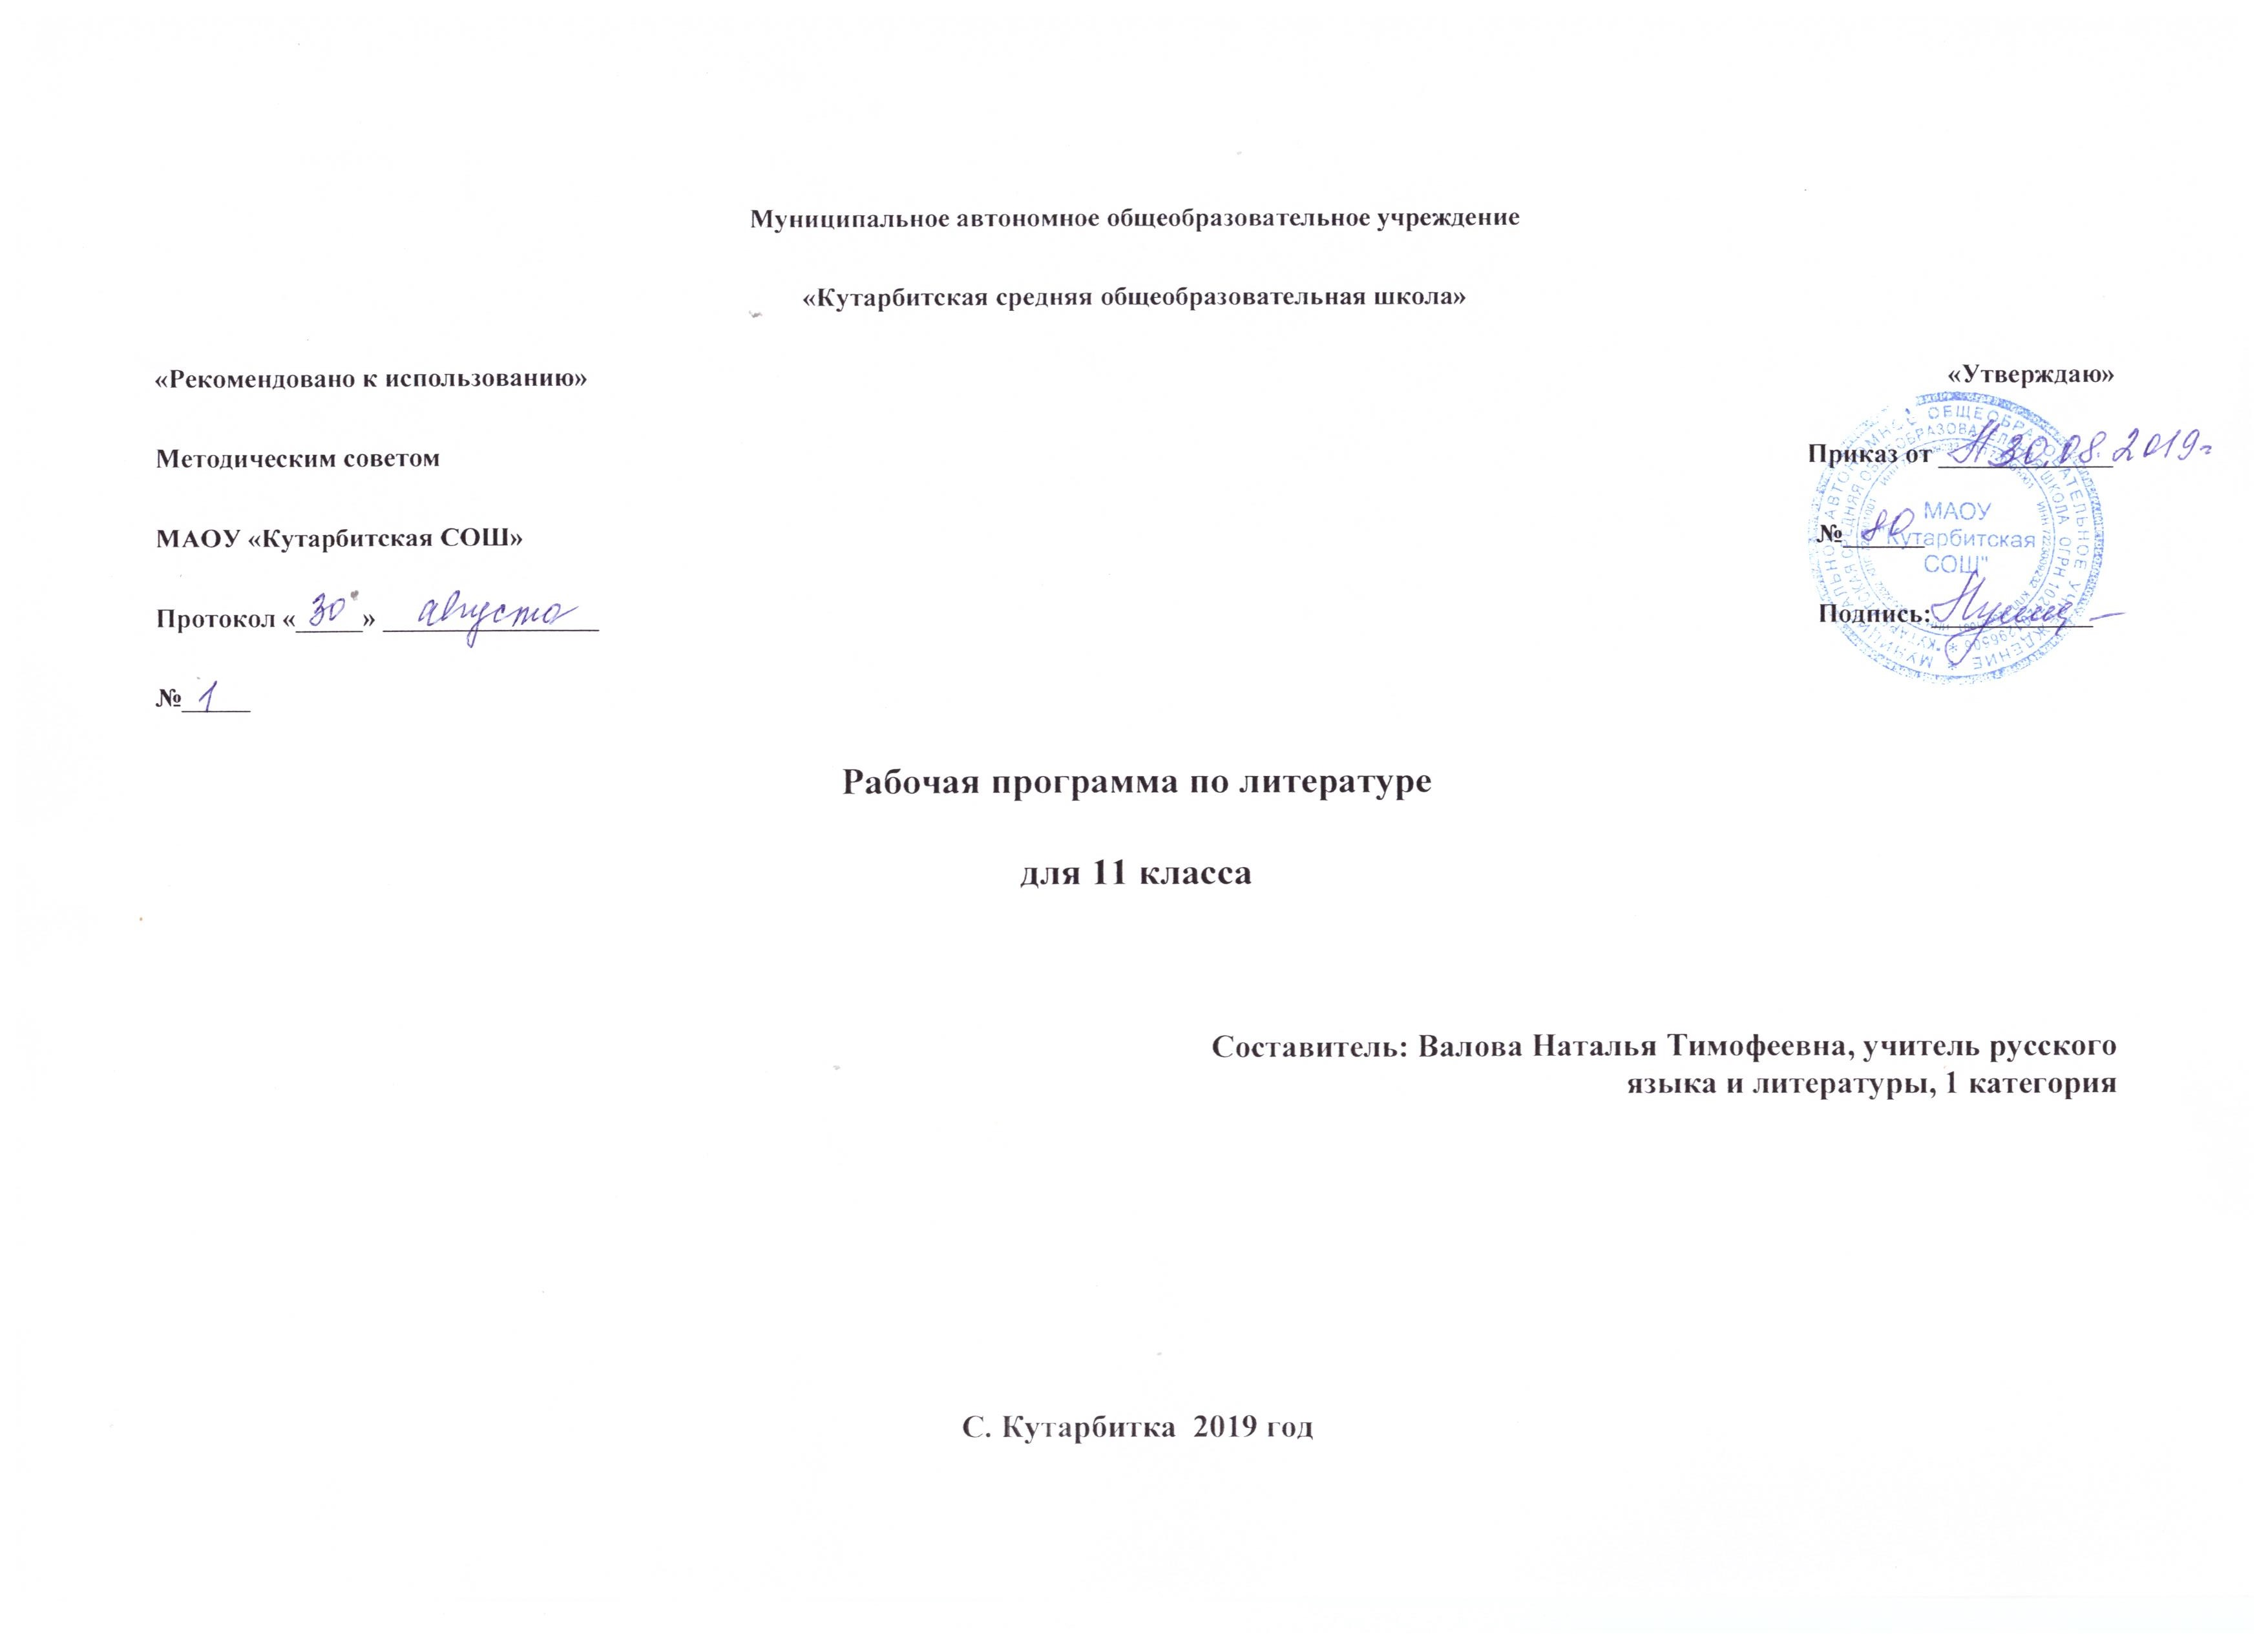 Муниципальное автономное общеобразовательное учреждение
«Кутарбитская средняя общеобразовательная школа»
«Рекомендовано к использованию»
Методическим советом
МАОУ «Кутарбитская СОШ»
Протокол «30» августа
№ 1
«Утверждаю»
Приказ от 30.08.2019г
№ 80
Подпись:
МАОУ
"Кутарбитская
СОШ"
Рабочая программа по литературе
для 11 класса
Составитель: Валова Наталья Тимофеевна, учитель русского
языка и литературы, 1 категория
С. Кутарбитка 2019 год